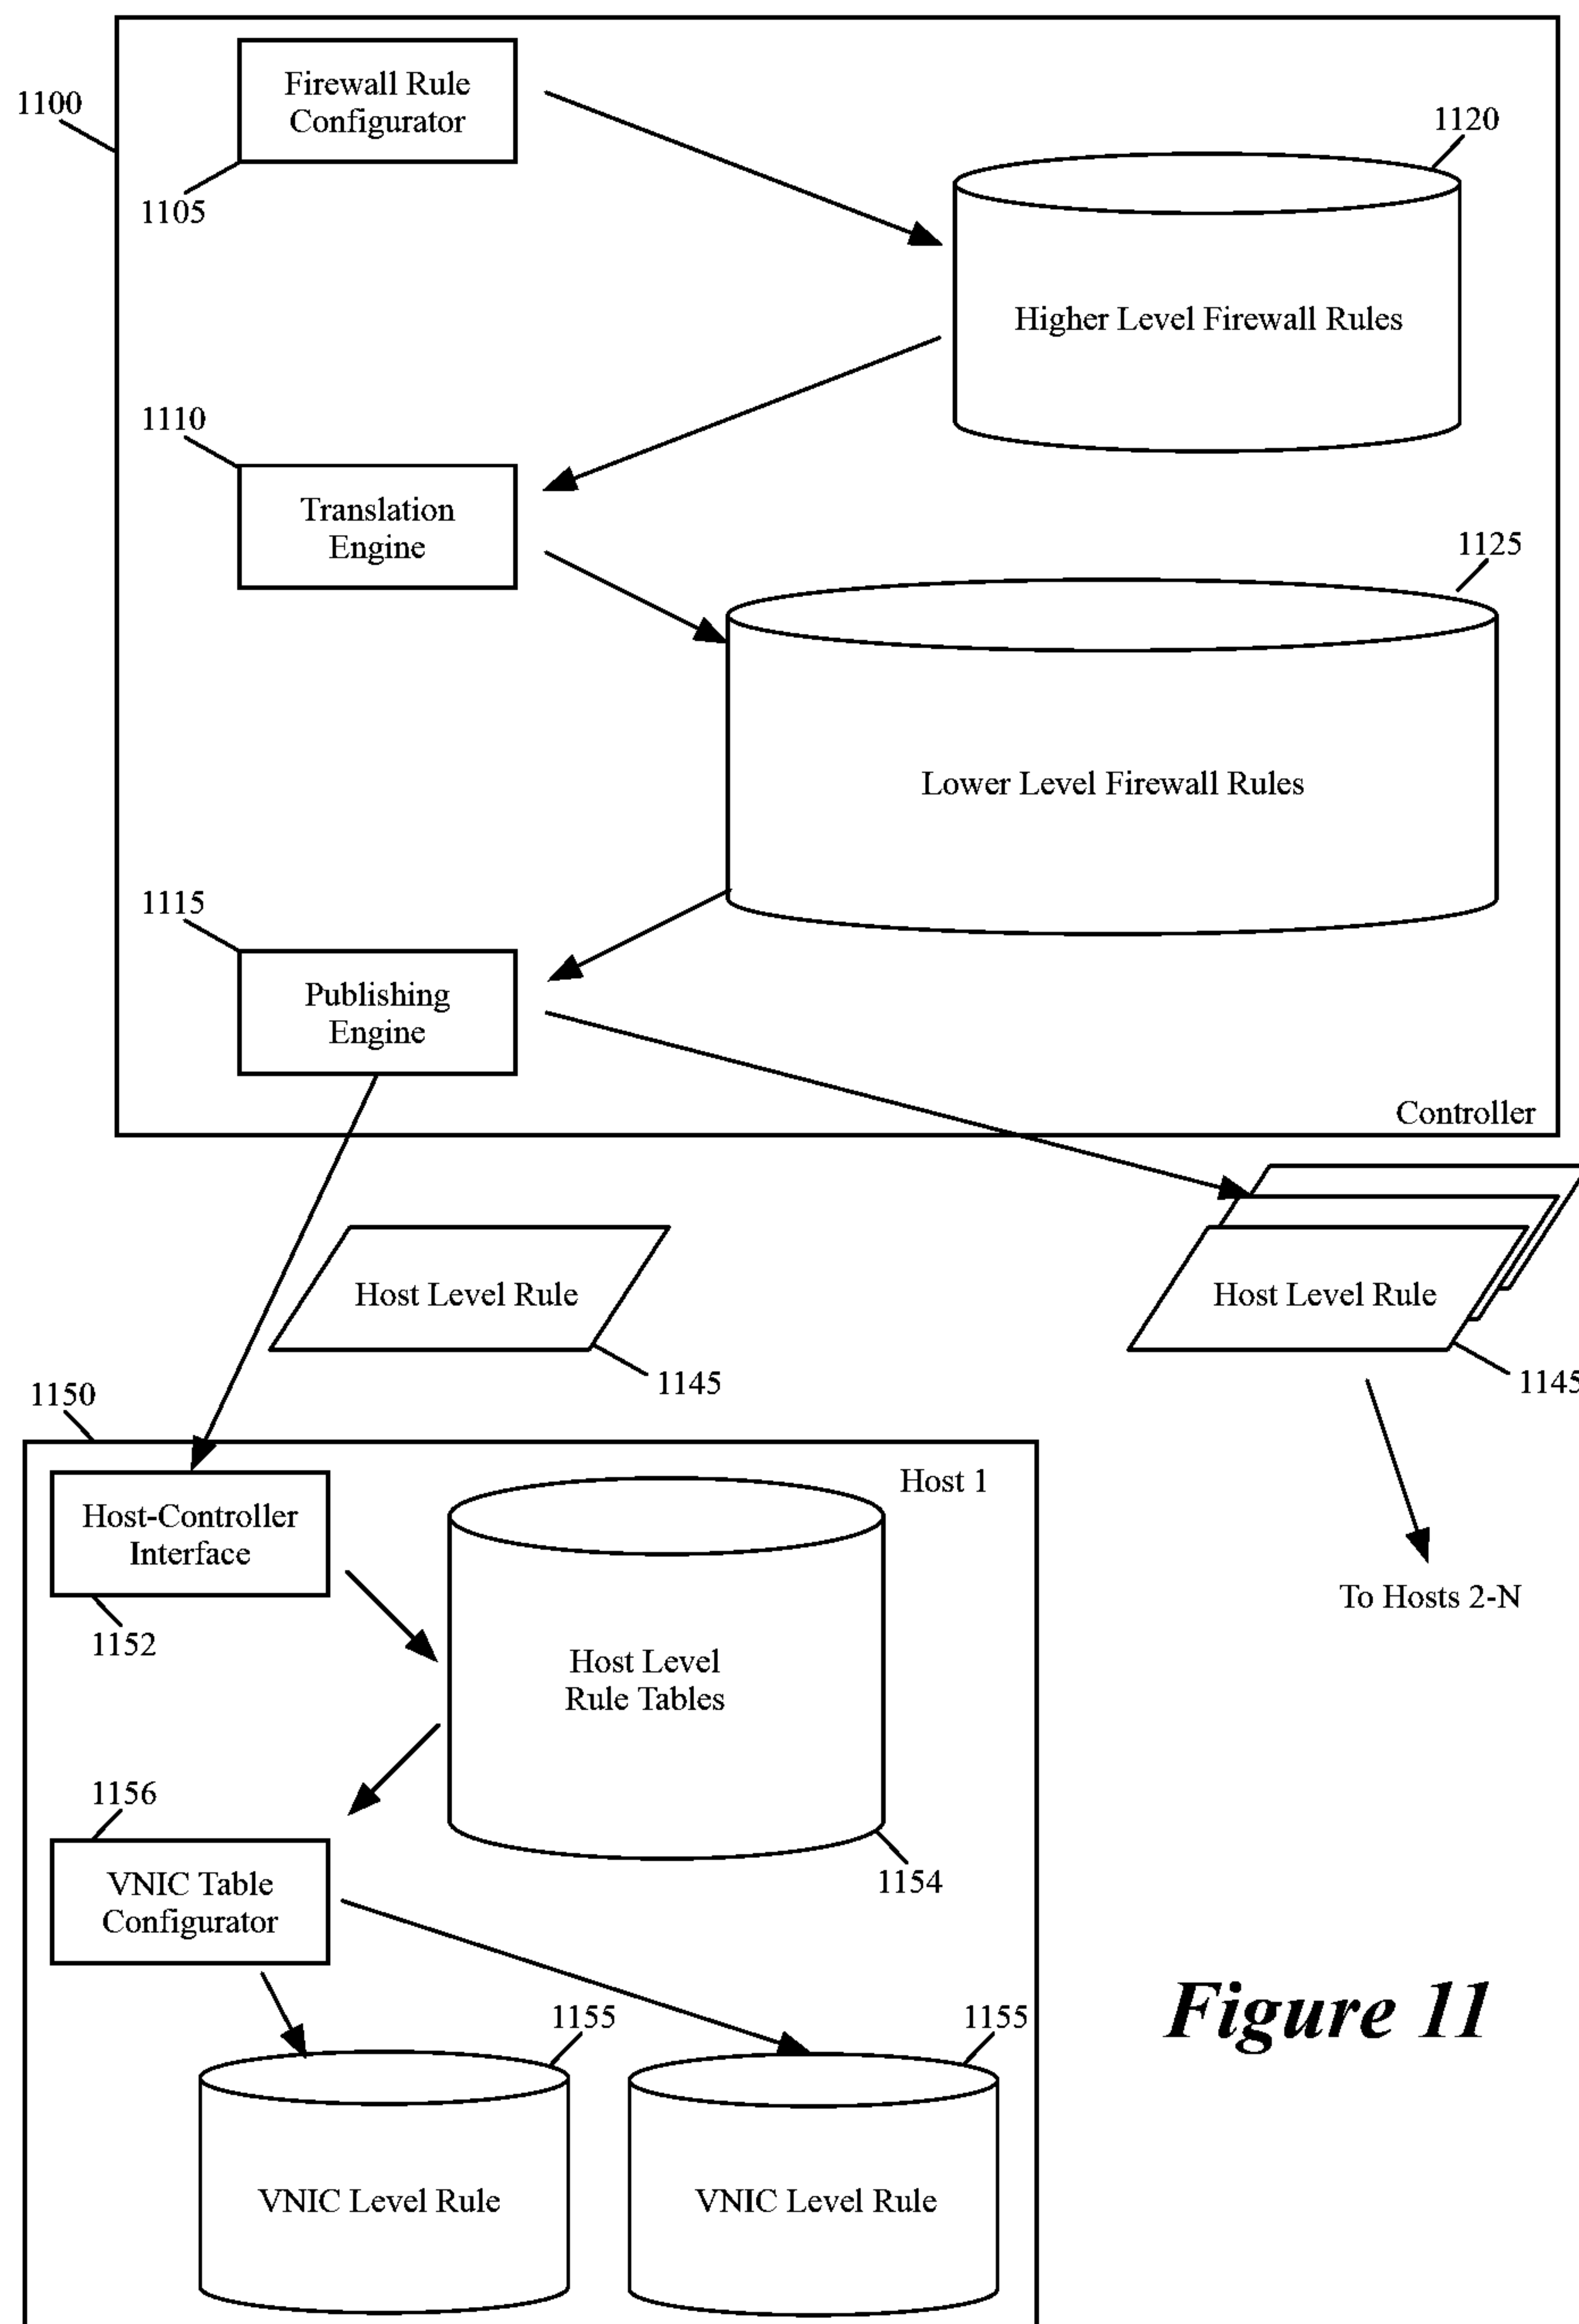 1100
Firewall Rule
Configurator
1105
1120
Higher Level Firewall Rules
1110
Translation
Engine
1125
Lower Level Firewall Rules
1115
Publishing
Engine
Controller
Host Level Rule
1145
Host Level Rule
1145
To Hosts 2-N
1150
Host 1
Host-Controller
Interface
1152
Host Level
Rule Tables
1154
1156
VNIC Table
Configurator
1155
1155
VNIC Level Rule
VNIC Level Rule
Figure 11